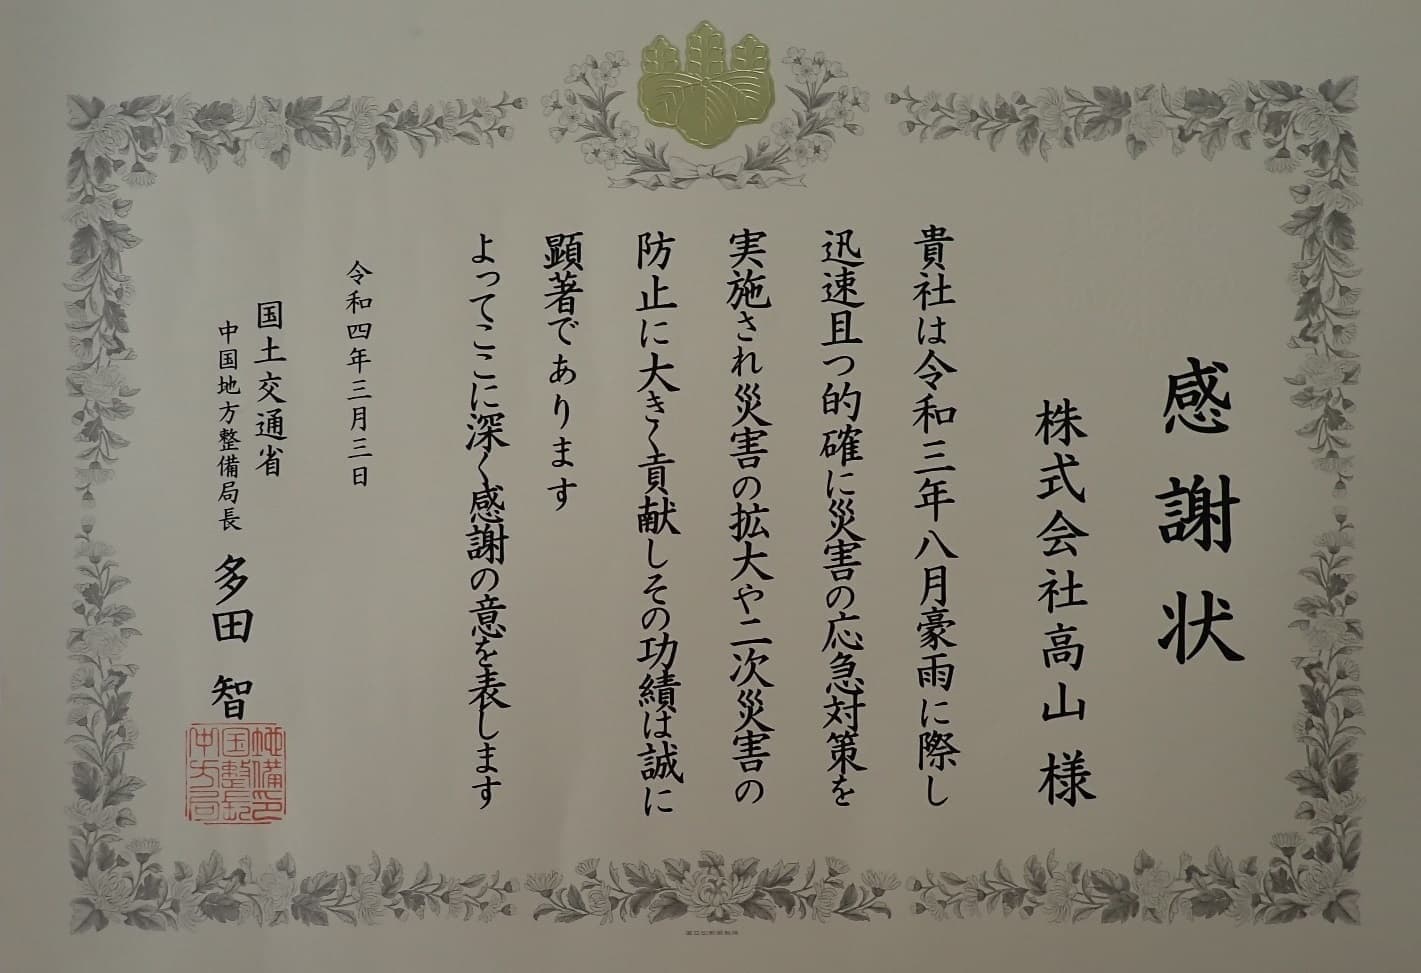 感謝状
株式会社高山 様
貴社は令和三年八月豪雨に際し
迅速且つ的確に災害の応急対策を
実施され災害の拡大や二次災害の
防止に大きく貢献しその功績は誠に
顕著であります
よってここに深く感謝の意を表します
令和四年三月三日
国土交通省
中国地方整備局長 多田 智